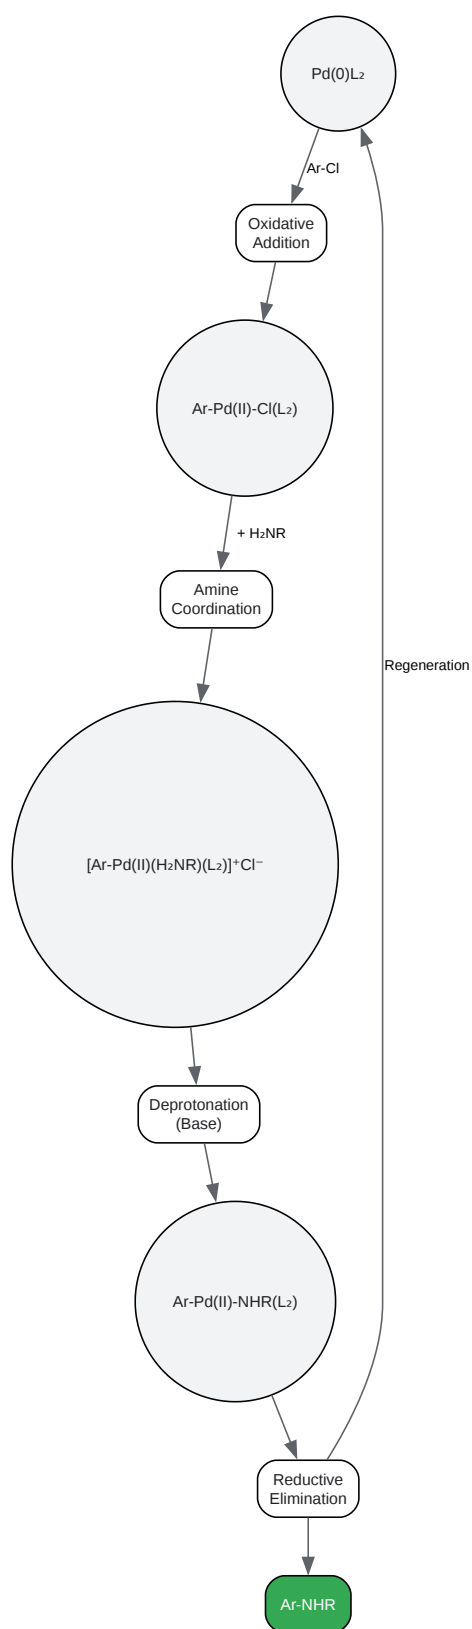 Pd(0)L₂
Ar-Cl
Oxidative
Addition
Ar-Pd(II)-Cl(L₂)
+ H₂NR
Amine
Coordination
Regeneration
[Ar-Pd(II)(H₂NR)(L₂)]⁺Cl⁻
Deprotonation
(Base)
Ar-Pd(II)-NHR(L₂)
Reductive
Elimination
Ar-NHR